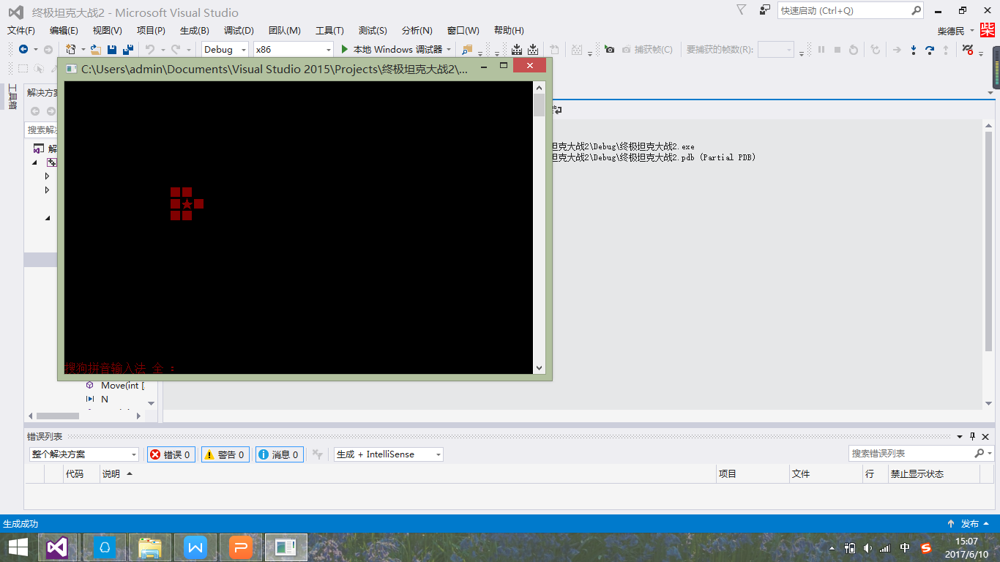 终极坦克大战2 - Microsoft Visual Studio
快速启动 (Ctrl+Q)
文件(F) 编辑(E) 视图(V) 项目(P) 生成(B) 调试(D) 团队(M) 工具(T) 测试(S) 分析(N) 窗口(W) 帮助(H)
柴德民 柴
Debug x86 本地 Windows 调试器 捕获帧(C) 要捕获的帧数(R):
C:\Users\admin\Documents\Visual Studio 2015\Projects\终极坦克大战2\...
工具箱
解决方案
搜索解决
解
坦克大战2\Debug\终极坦克大战2.exe
坦克大战2\Debug\终极坦克大战2.pdb (Partial PDB)
搜狗拼音输入法 全 :
Move(int [
N
错误列表
整个解决方案 错误 0 警告 0 消息 0 生成 + IntelliSense
搜索错误列表
代码 说明 项目 文件 行 禁止显示状态
生成成功
发布
中
15:07
2017/6/10